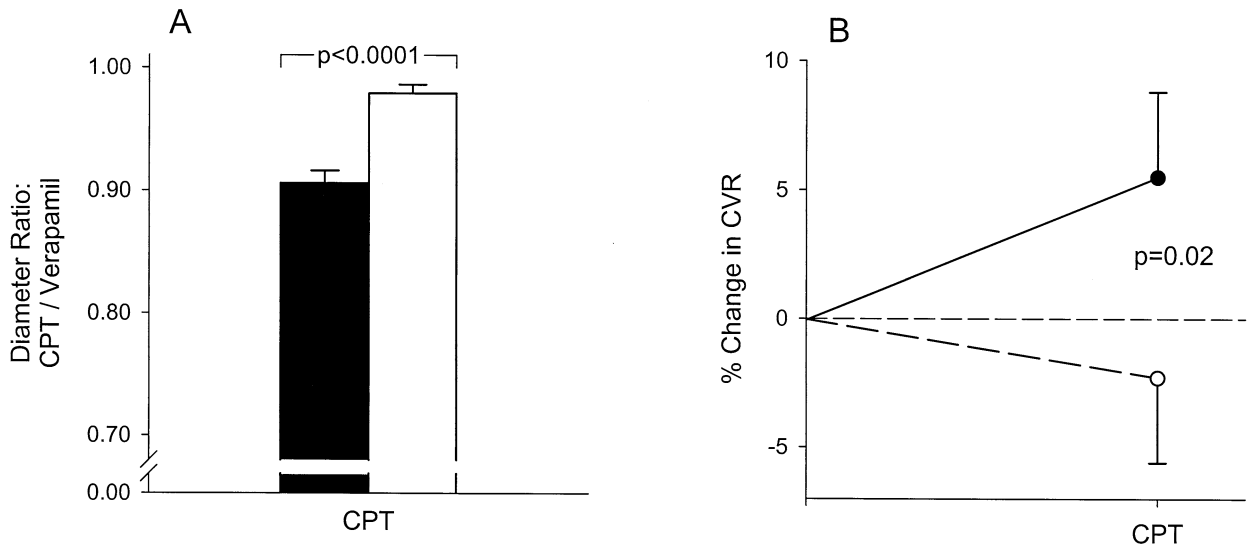 A
p<0.0001
1.00
0.90
0.80
0.70
0.00
Diameter Ratio:
CPT / Verapamil
CPT
B
10
5
0
-5
% Change in CVR
p=0.02
CPT